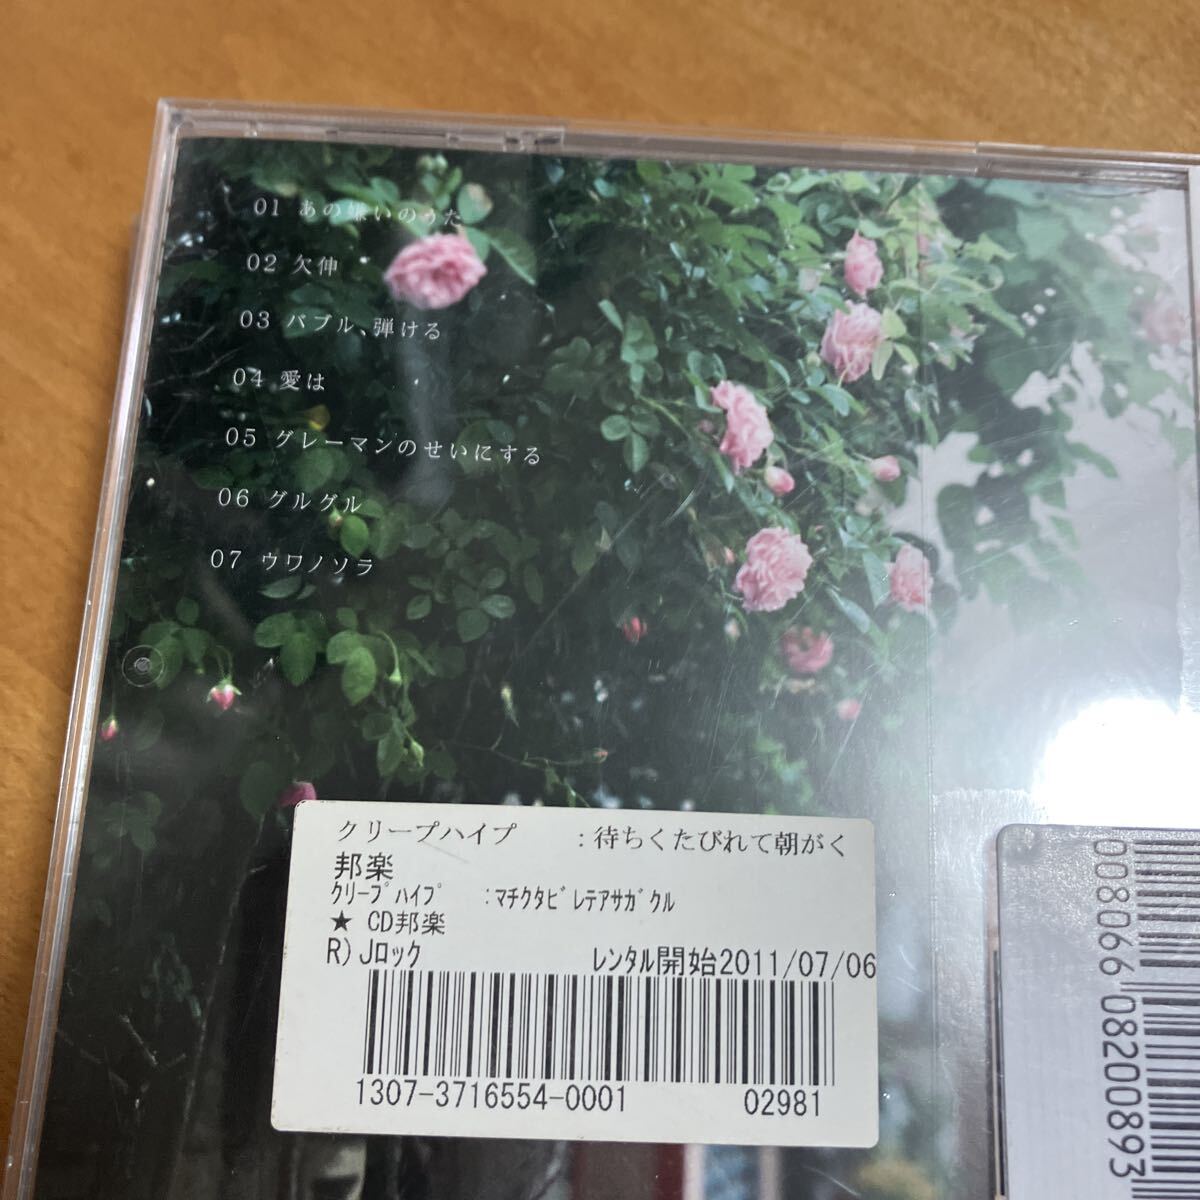 01 あの嫌いのうた
02 欠伸
03 バブル、弾ける
04 愛は
05 グレーマンのせいにする
06 グルグル
07 ウワノソラ
クリープハイプ　：待ちくたびれて朝がく
邦楽
ｸﾘｰﾌﾟﾊｲﾌﾟ　：ﾏﾁｸﾀﾋﾞﾚﾃｱｻｶﾞｸﾙ
★ CD邦楽
R) Jﾛｯｸ　ﾚﾝﾀﾙ開始2011/07/06
1307-3716554-0001　02981
008066 08200893